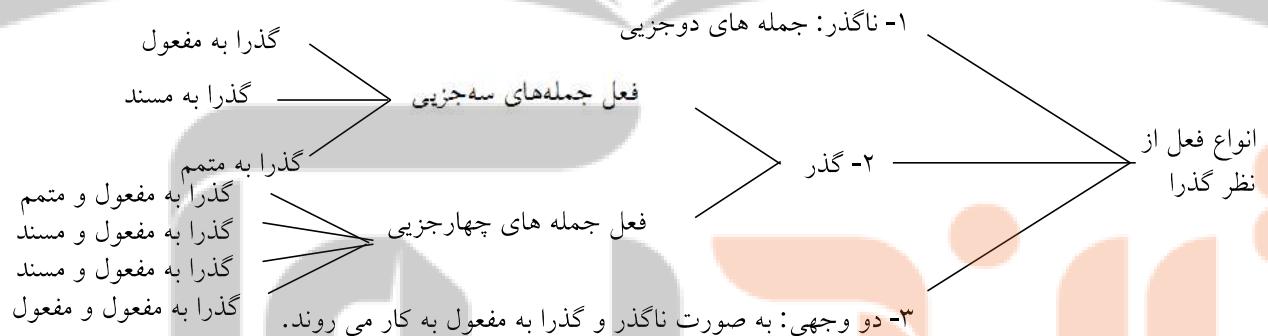 انواع فعل از
نظر گذرا
۱- ناگذر: جمله های دوجزیی
۲- گذر
فعل جمله‌های سه‌جزیی
گذرا به مفعول
گذرا به مسند
گذرا به متمم
فعل جمله های چهارجزیی
گذرا به مفعول و متمم
گذرا به مفعول و مسند
گذرا به مفعول و مسند
گذرا به مفعول و مفعول
۳- دو وجهی: به صورت ناگذر و گذرا به مفعول به کار می روند.